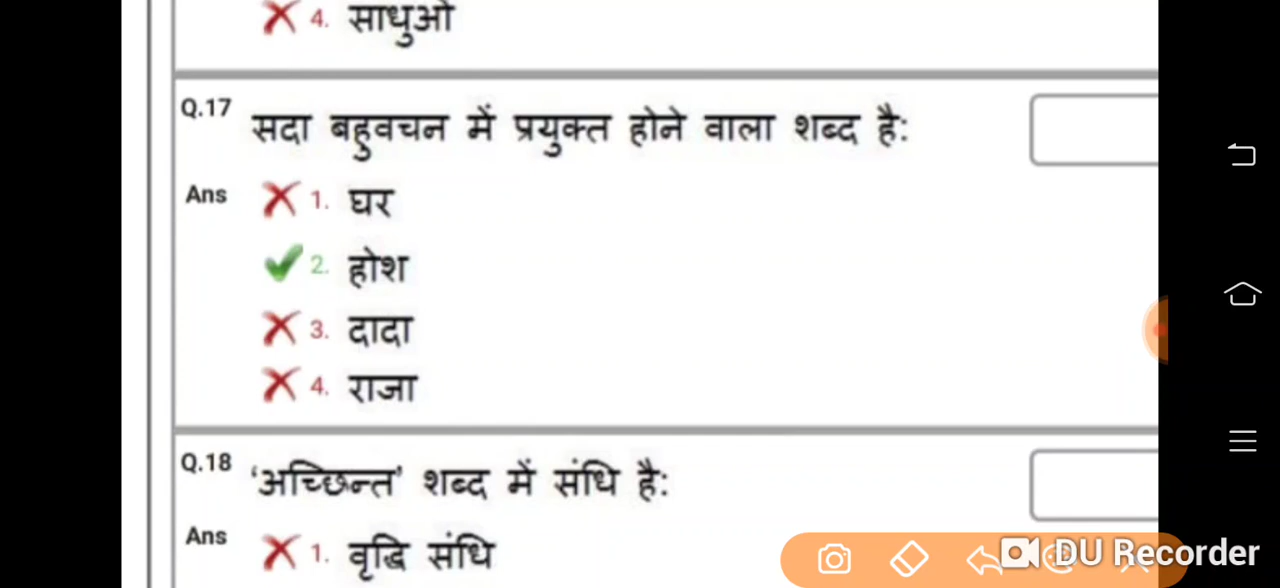 4. साधुओ
Q.17 सदा बहुवचन में प्रयुक्त होने वाला शब्द है:
Ans 1. घर
2. होश
3. दादा
4. राजा
Q.18 'अच्छिन्त' शब्द में संधि है:
Ans 1. वृद्धि संधि
DU Recorder